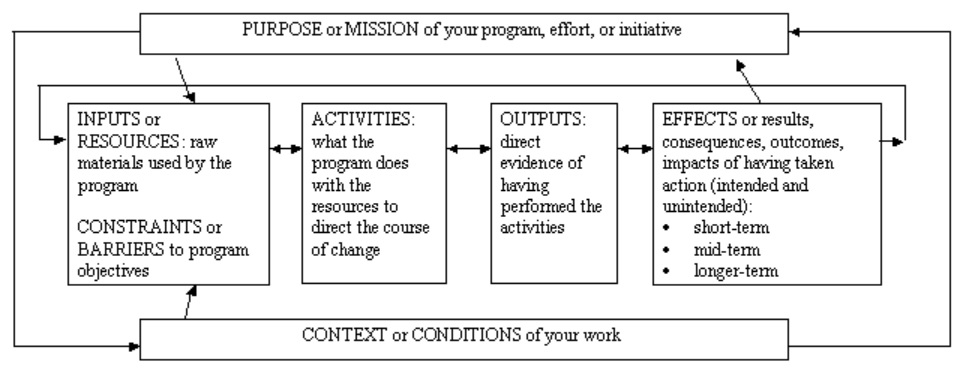 PURPOSE or MISSION of your program, effort, or initiative
INPUTS or
RESOURCES: raw
materials used by the
program
CONSTRAINTS or
BARRIERS to program
objectives
ACTIVITIES:
what the
program does
with the
resources to
direct the course
of change
OUTPUTS:
direct
evidence of
having
performed the
activities
EFFECTS or results,
consequences, outcomes,
impacts of having taken
action (intended and
unintended):
• short-term
• mid-term
• longer-term
CONTEXT or CONDITIONS of your work